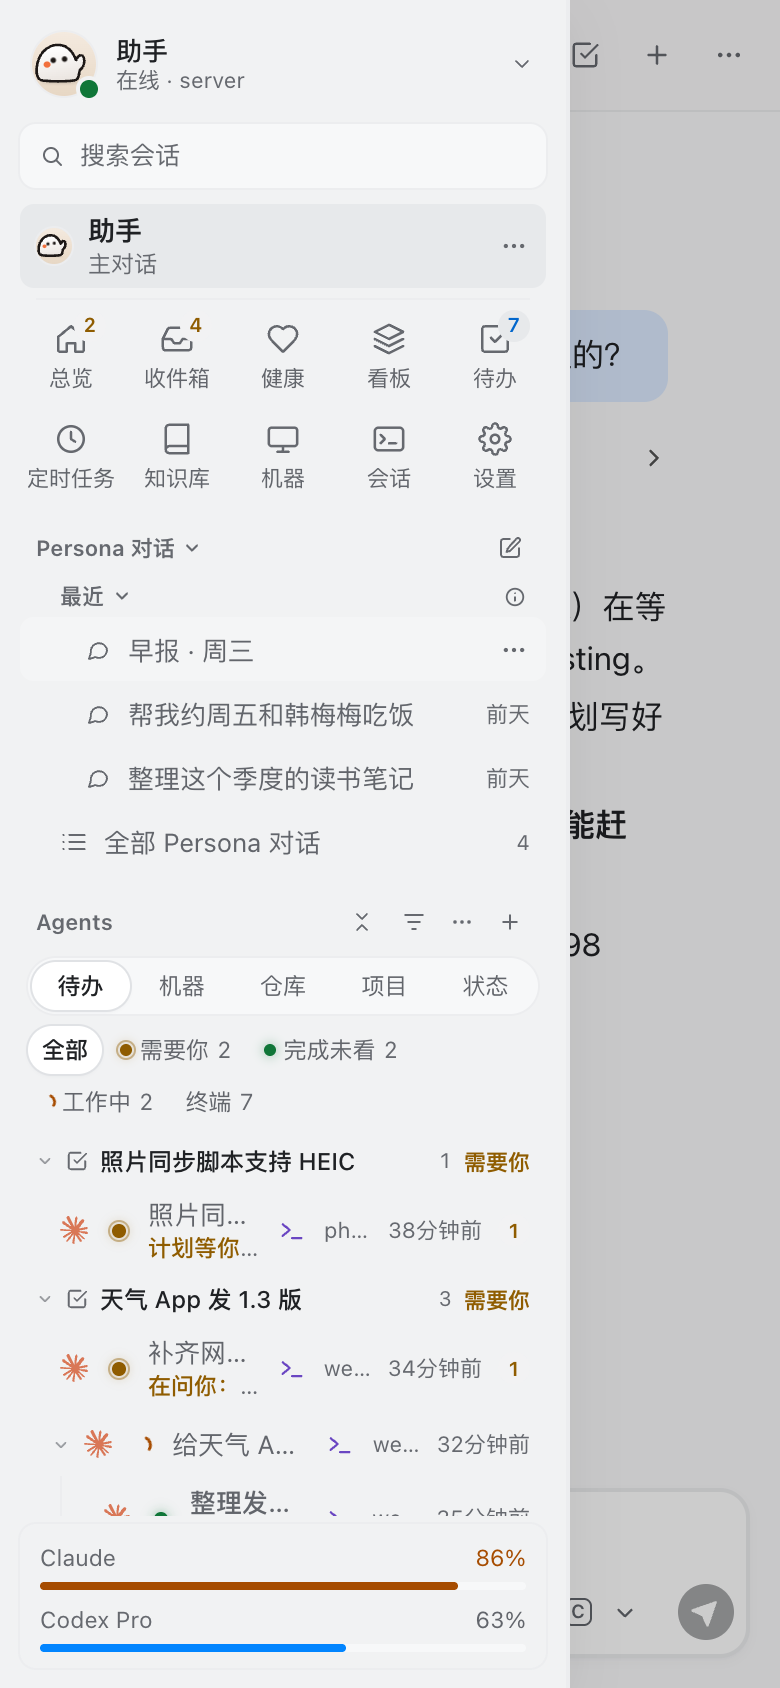 助手
在线 · server
搜索会话
助手
主对话
2
4
7
总览
收件箱
健康
看板
待办
定时任务
知识库
机器
会话
设置
Persona 对话
最近
早报 · 周三
帮我约周五和韩梅梅吃饭 前天
整理这个季度的读书笔记 前天
全部 Persona 对话 4
Agents
待办 机器 仓库 项目 状态
全部 需要你 2 完成未看 2
工作中 2 终端 7
照片同步脚本支持 HEIC 1 需要你
照片同... ph... 38分钟前 1
计划等你...
天气 App 发 1.3 版 3 需要你
补齐网... we... 34分钟前 1
在问你： ...
给天气 A... we... 32分钟前
整理发...
Claude 86%
Codex Pro 63%
的?
）在等
sting。
划写好
能赶
98
C